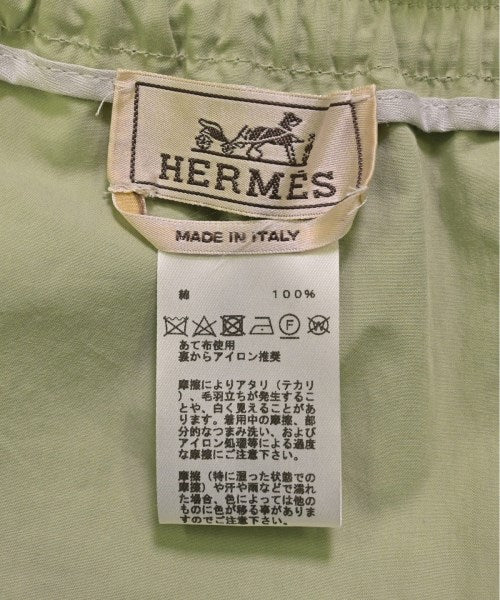 HERMÈS
MADE IN ITALY
綿 100%
F W
あて布使用
裏からアイロン推奨
摩擦によりアタリ（テカリ
）、毛羽立ちが発生するこ
とや、白く見えることがあ
ります。着用中の摩擦、部
分的なつまみ洗い、および
アイロン処理等による過度
な摩擦にご注意下さい。
摩擦（特に湿った状態での
摩擦）や汗や雨などで濡れ
た場合、色によっては他の
ものに色が移る事がありま
すのでご注意下さい。